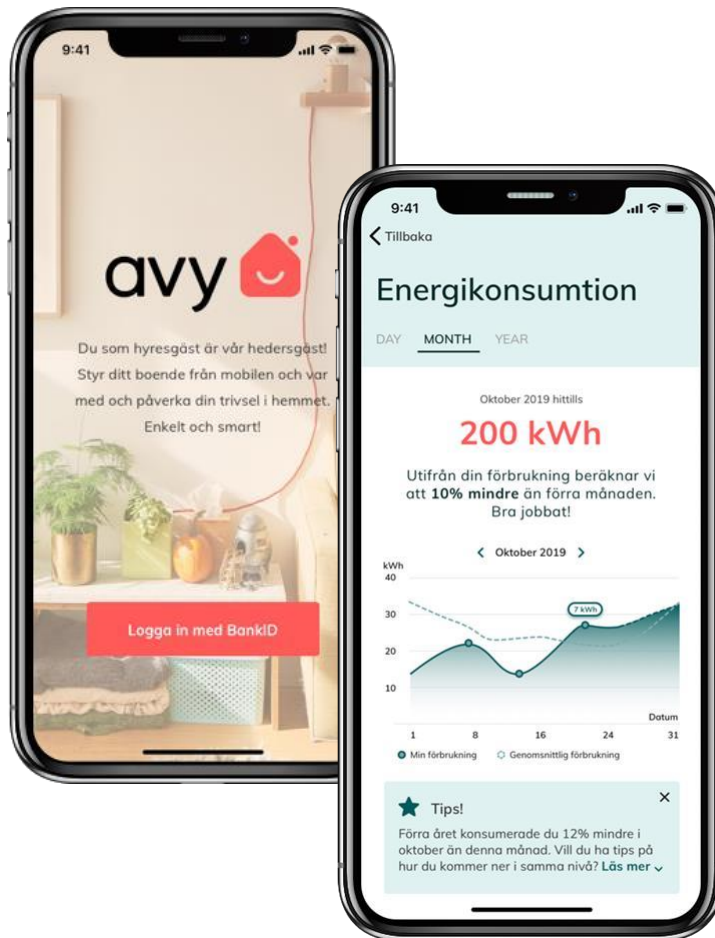 9:41
avy
Du som hyresgäst är vår hedersgäst!
Styr ditt boende från mobilen och var
med och påverka din trivsel i hemmet.
Enkelt och smart!
Logga in med BankID
9:41
Tillbaka
Energikonsumtion
DAY MONTH YEAR
Oktober 2019 hittills
200 kWh
Utifrån din förbrukning beräknar vi
att 10% mindre än förra månaden.
Bra jobbat!
Oktober 2019
kWh
40
30
7 kWh
20
10
Datum
1 8 16 24 31
Min förbrukning Genomsnittlig förbrukning
Tips!
Förra året konsumerade du 12% mindre i
oktober än denna månad. Vill du ha tips på
hur du kommer ner i samma nivå? Läs mer